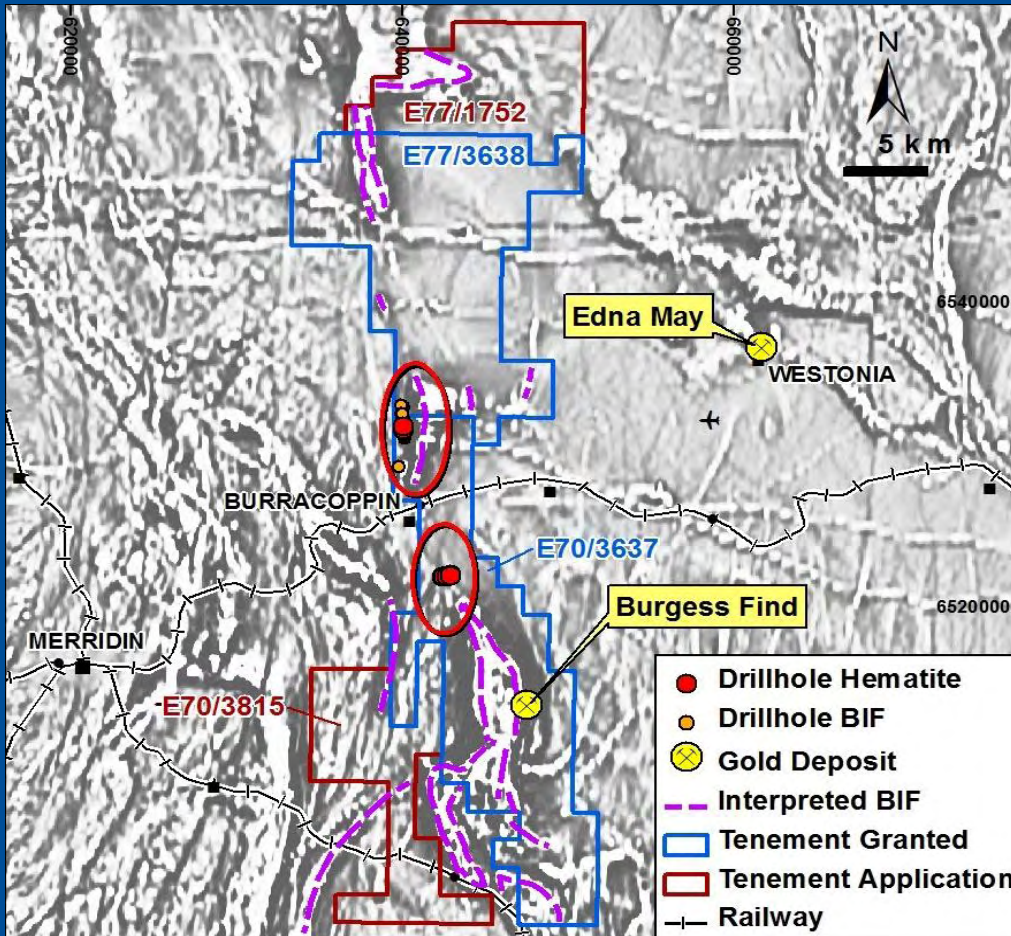 620000
640000
660000
N
5 km
E77/1752
E77/3638
6540000
Edna May
WESTONIA
BURRACOPPIN
E70/3637
6520000
Burgess Find
MERRIDIN
E70/3815
Drillhole Hematite
Drillhole BIF
Gold Deposit
Interpreted BIF
Tenement Granted
Tenement Application
Railway